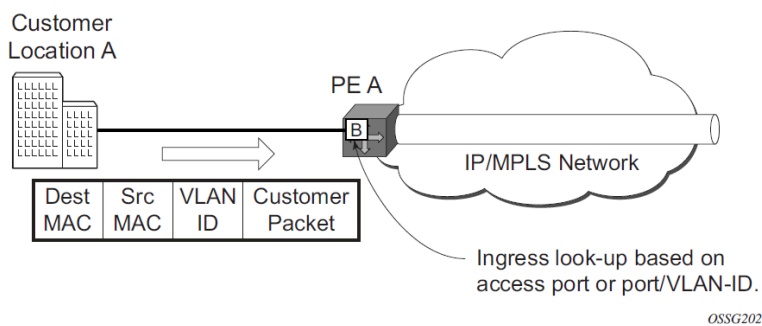 Customer
Location A
PE A
B
IP/MPLS Network
Dest
MAC
Src
MAC
VLAN
ID
Customer
Packet
Ingress look-up based on
access port or port/VLAN-ID.
OSSG202